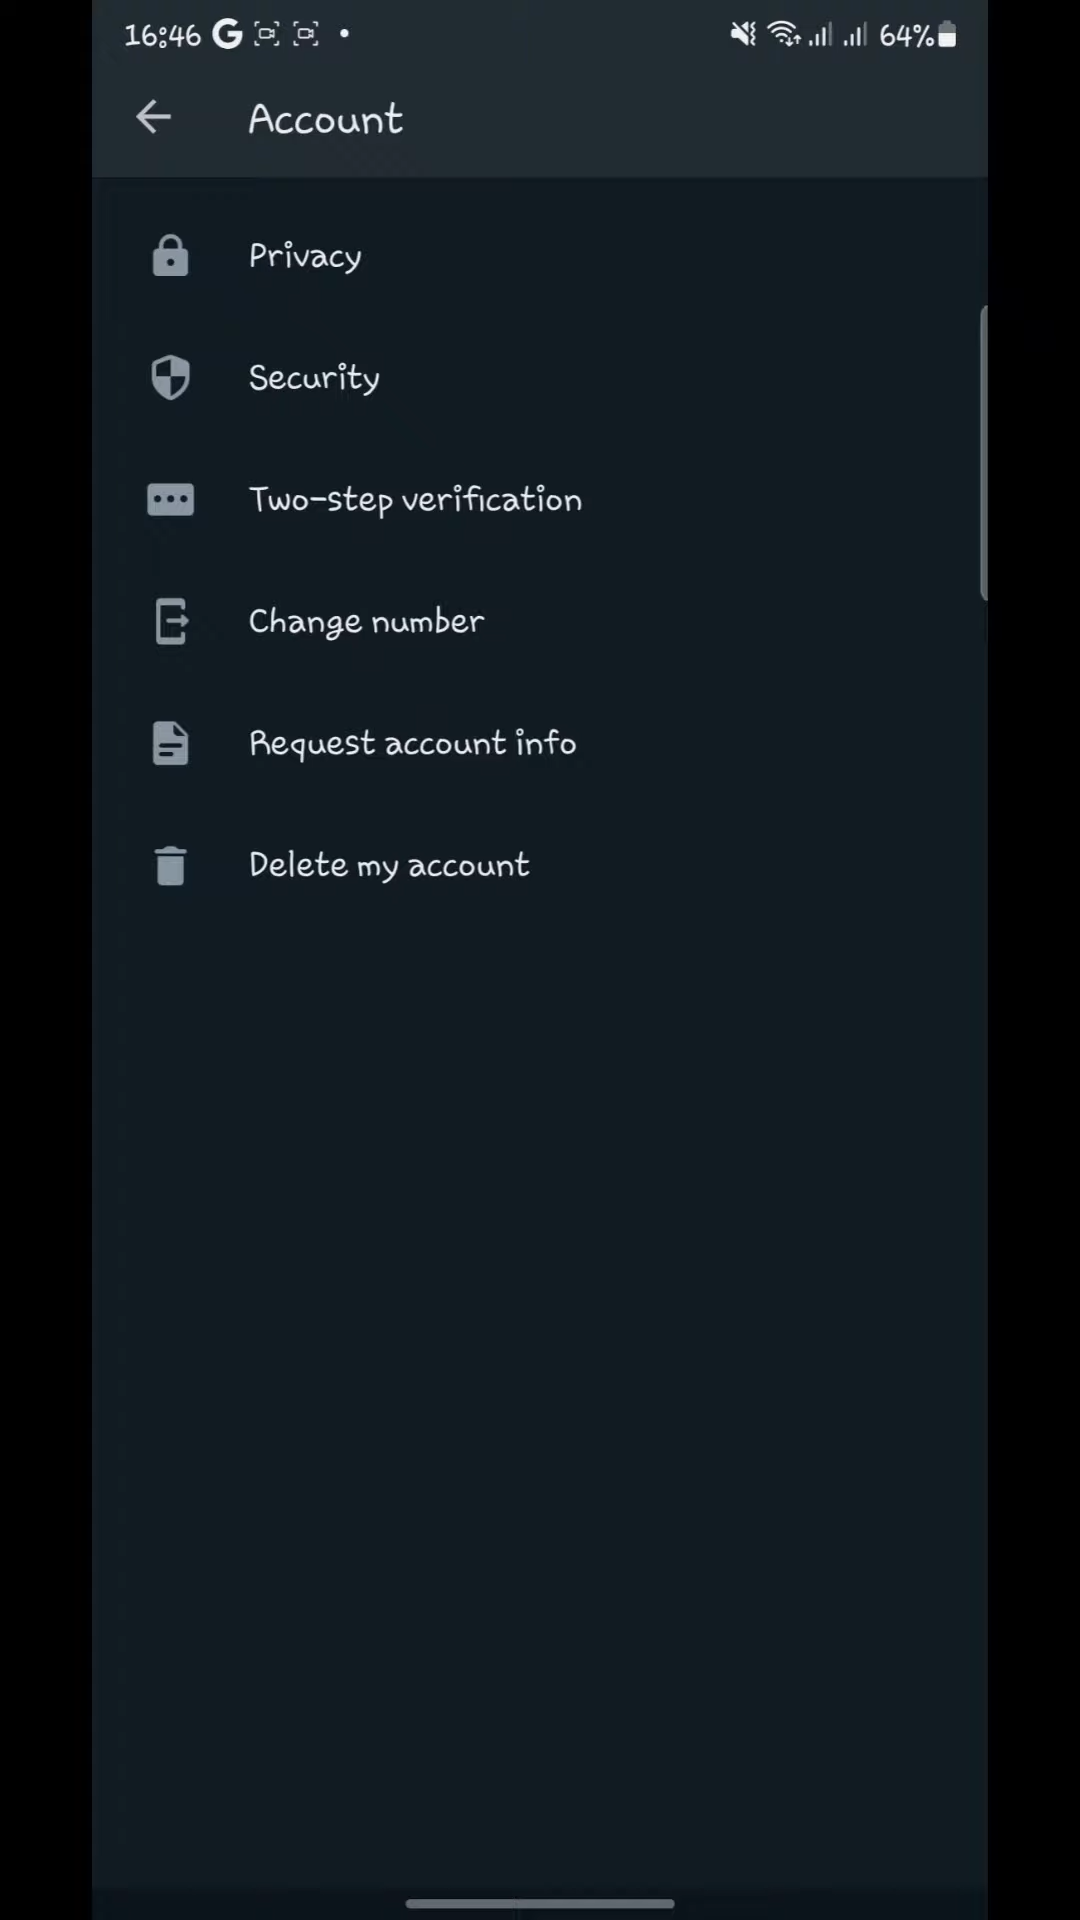 16:46 G 64%
Account
Privacy
Security
Two-step verification
Change number
Request account info
Delete my account